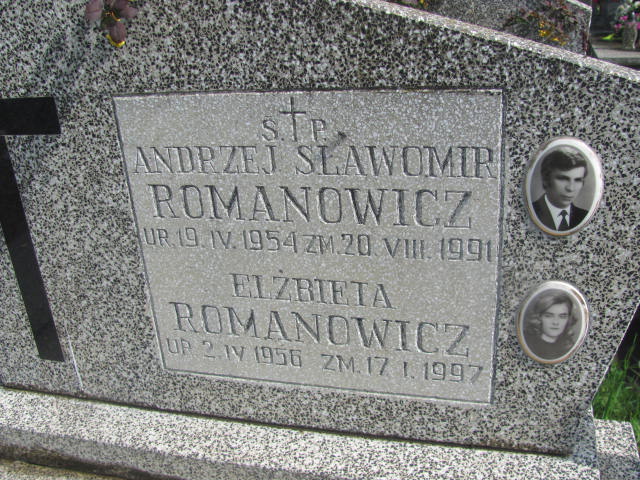 Ś.†P.
ANDRZEJ SŁAWOMIR
ROMANOWICZ
UR.19.IV.1954 ZM.20.VIII.1991
ELŻBIETA
ROMANOWICZ
UR.2.IV.1956 ZM.17.I.1997